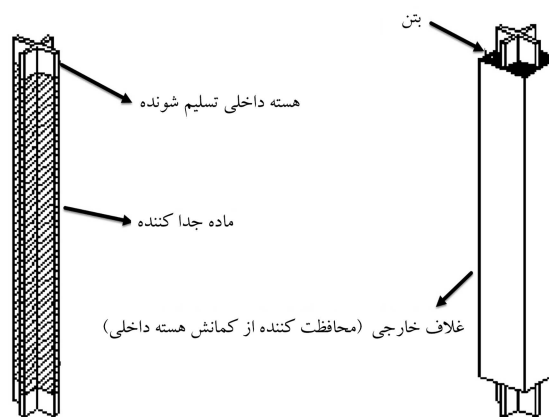 بتن
هسته داخلی تسلیم شونده
ماده جدا کننده
غلاف خارجی (محافظت کننده از کمانش هسته داخلی)